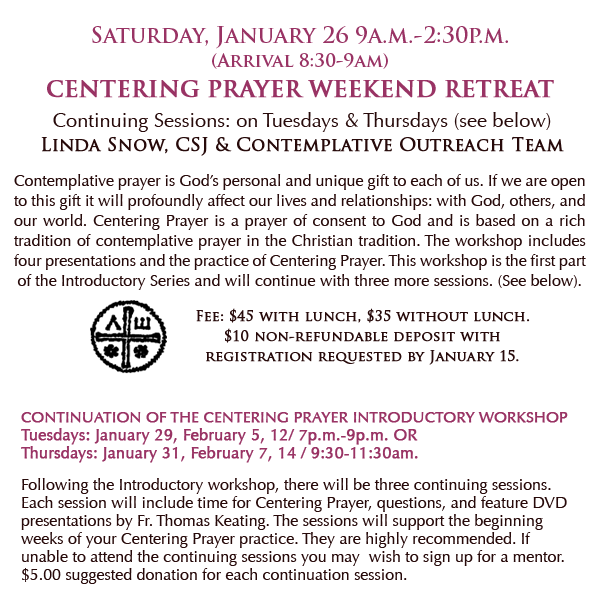 Saturday, January 26 9a.m.-2:30p.m.
(Arrival 8:30-9am)
CENTERING PRAYER WEEKEND RETREAT
Continuing Sessions: on Tuesdays & Thursdays (see below)
Linda Snow, CSJ & Contemplative Outreach Team
Contemplative prayer is God's personal and unique gift to each of us. If we are open
to this gift it will profoundly affect our lives and relationships: with God, others, and
our world. Centering Prayer is a prayer of consent to God and is based on a rich
tradition of contemplative prayer in the Christian tradition. The workshop includes
four presentations and the practice of Centering Prayer. This workshop is the first part
of the Introductory Series and will continue with three more sessions. (See below).
Fee: $45 with lunch, $35 without lunch.
$10 non-refundable deposit with
registration requested by January 15.
CONTINUATION OF THE CENTERING PRAYER INTRODUCTORY WORKSHOP
Tuesdays: January 29, February 5, 12/ 7p.m.-9p.m. OR
Thursdays: January 31, February 7, 14 / 9:30-11:30am.
Following the Introductory workshop, there will be three continuing sessions.
Each session will include time for Centering Prayer, questions, and feature DVD
presentations by Fr. Thomas Keating. The sessions will support the beginning
weeks of your Centering Prayer practice. They are highly recommended. If
unable to attend the continuing sessions you may  wish to sign up for a mentor.
$5.00 suggested donation for each continuation session.